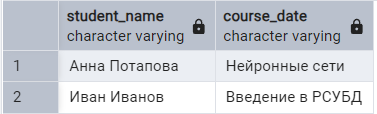 student_name course_date
character varying character varying
1 Анна Потапова Нейронные сети
2 Иван Иванов Введение в РСУБД